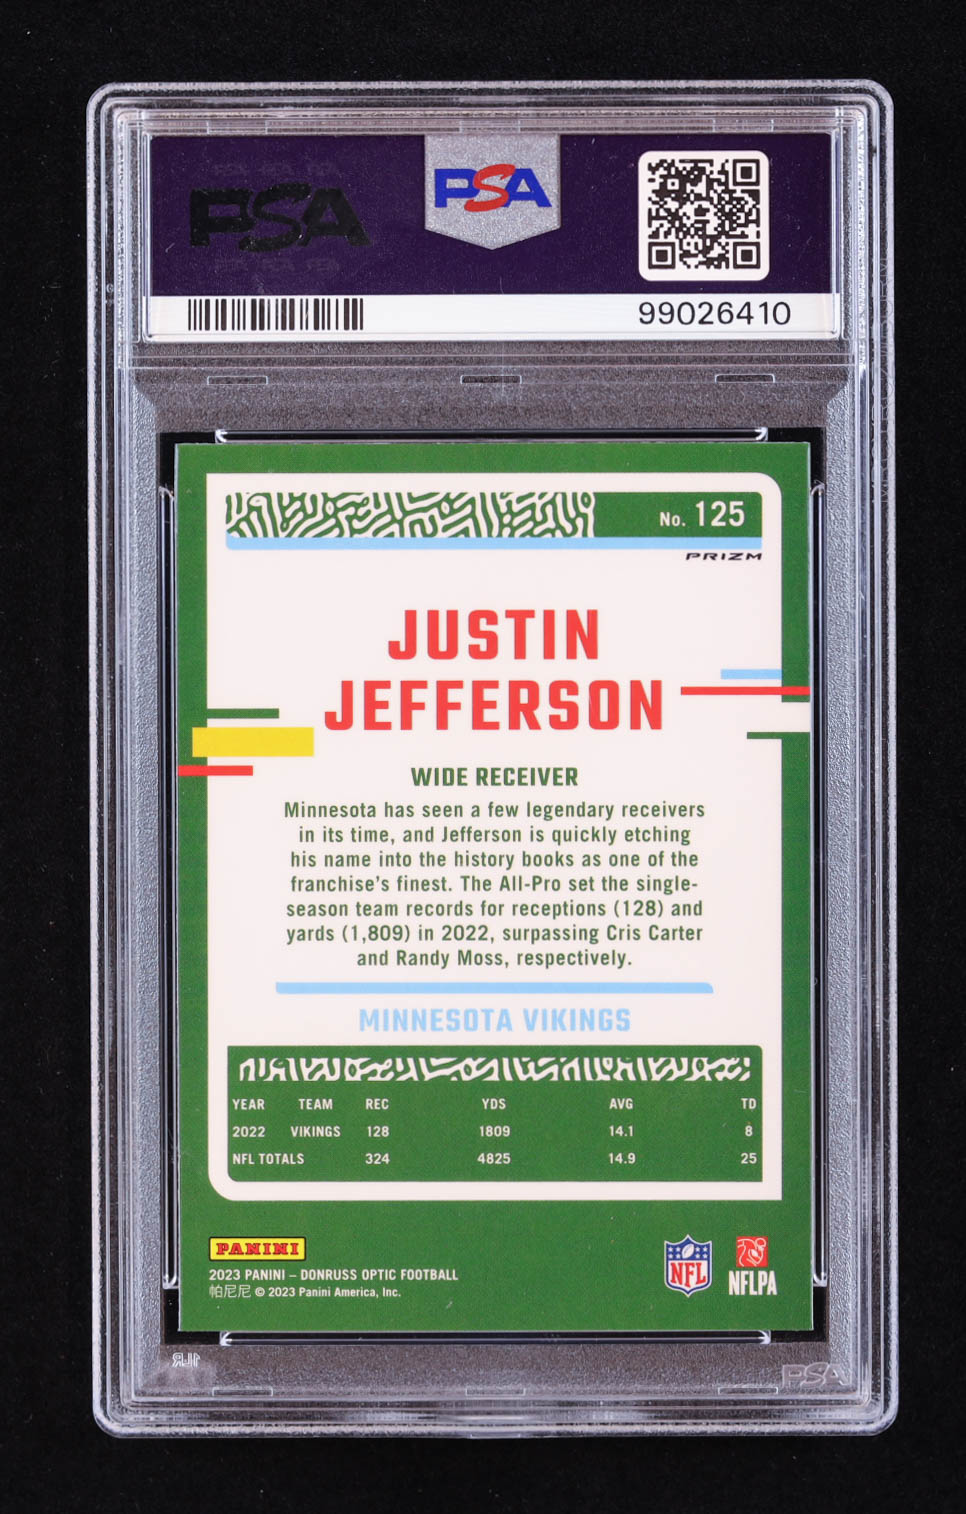 PSA
PSA
99026410
No. 125
PRIZM
JUSTIN
JEFFERSON
WIDE RECEIVER
Minnesota has seen a few legendary receivers
in its time, and Jefferson is quickly etching
his name into the history books as one of the
franchise's finest. The All-Pro set the single-
season team records for receptions (128) and
yards (1,809) in 2022, surpassing Cris Carter
and Randy Moss, respectively.
MINNESOTA VIKINGS
YEAR TEAM REC YDS AVG TD
2022 VIKINGS 128 1809 14.1 8
NFL TOTALS 324 4825 14.9 25
PANINI
NFL
NFLPA
2023 PANINI – DONRUSS OPTIC FOOTBALL
帕尼尼 © 2023 Panini America, Inc.
PSA